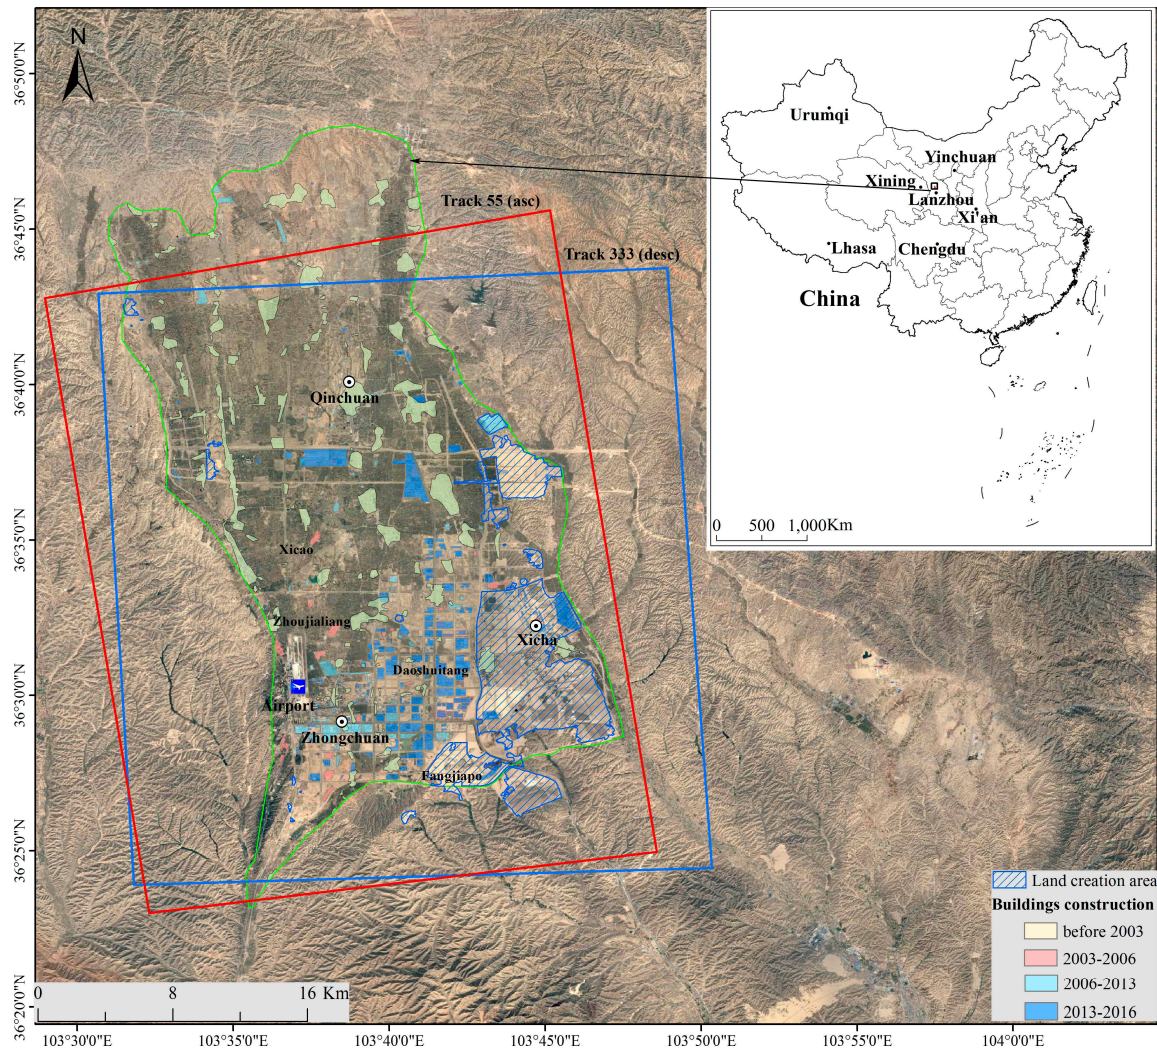 N
36°50'0"N
36°45'0"N
36°40'0"N
36°35'0"N
36°30'0"N
36°25'0"N
36°20'0"N
Track 55 (asc)
Track 333 (desc)
Qinchuan
Xicao
Zhoujialiang
Xicha
Daoshuitang
Airport
Zhongchuan
Fangjiapo
Urumqi
Yinchuan
Xining
Lanzhou
Xi'an
Lhasa
Chengdu
China
0 500 1,000Km
Land creation area
Buildings construction
before 2003
2003-2006
2006-2013
2013-2016
0 8 16 Km
103°30'0"E 103°35'0"E 103°40'0"E 103°45'0"E 103°50'0"E 103°55'0"E 104°0'0"E